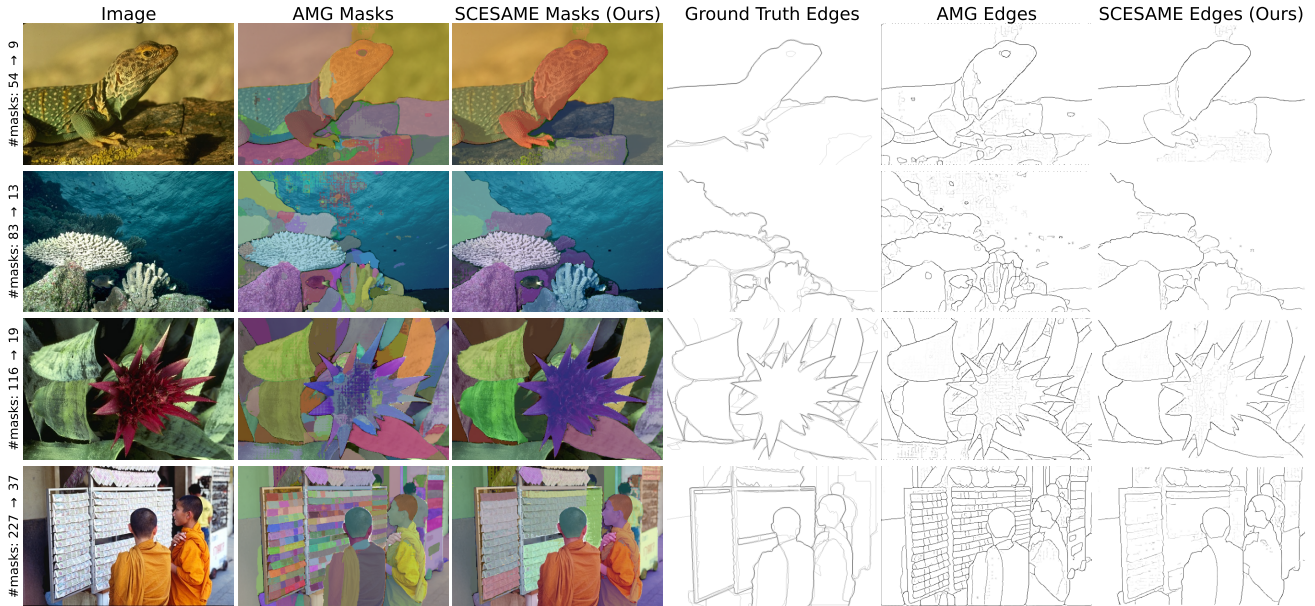 Image
AMG Masks
SCESAME Masks (Ours)
Ground Truth Edges
AMG Edges
SCESAME Edges (Ours)
#masks: 54 → 9
#masks: 83 → 13
#masks: 116 → 19
#masks: 227 → 37